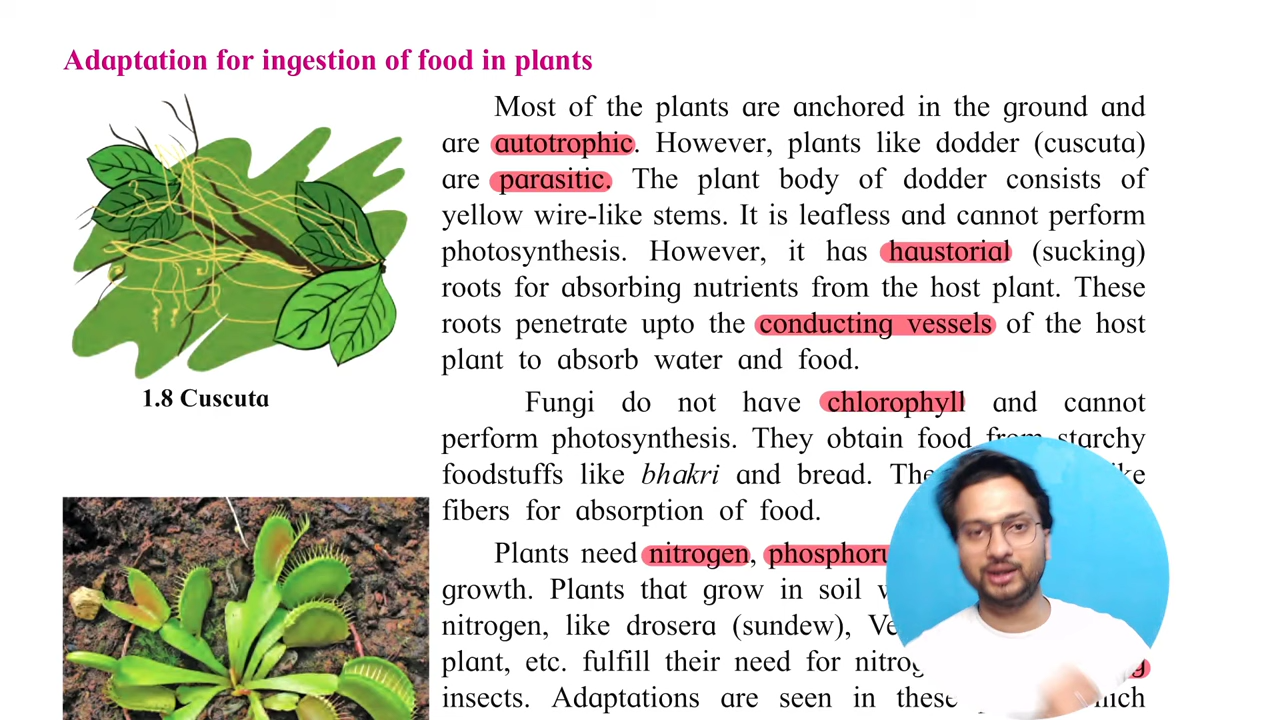 Adaptation for ingestion of food in plants
Most of the plants are anchored in the ground and
are autotrophic. However, plants like dodder (cuscuta)
are parasitic. The plant body of dodder consists of
yellow wire-like stems. It is leafless and cannot perform
photosynthesis. However, it has haustorial (sucking)
roots for absorbing nutrients from the host plant. These
roots penetrate upto the conducting vessels of the host
plant to absorb water and food.
1.8 Cuscuta
Fungi do not have chlorophyll and cannot
perform photosynthesis. They obtain food from starchy
foodstuffs like bhakri and bread.
fibers for absorption of food.
Plants need nitrogen,
growth. Plants that grow in soil
nitrogen, like drosera (sundew),
plant, etc. fulfill their need for
insects. Adaptations are seen in these